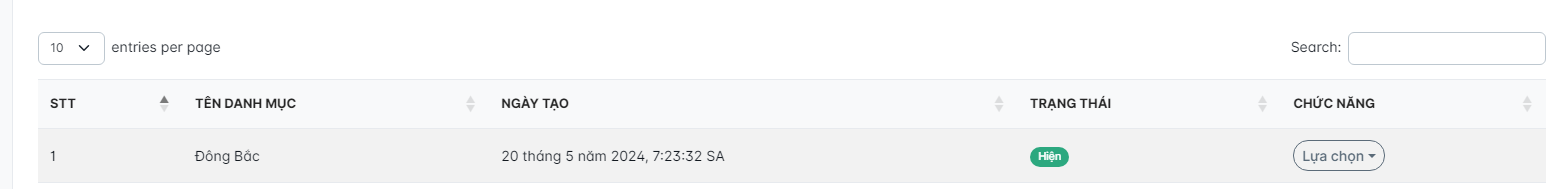 10 entries per page Search:
STT TÊN DANH MỤC NGÀY TẠO TRẠNG THÁI CHỨC NĂNG
1 Đông Bắc 20 tháng 5 năm 2024, 7:23:32 SA Hiện Lựa chọn